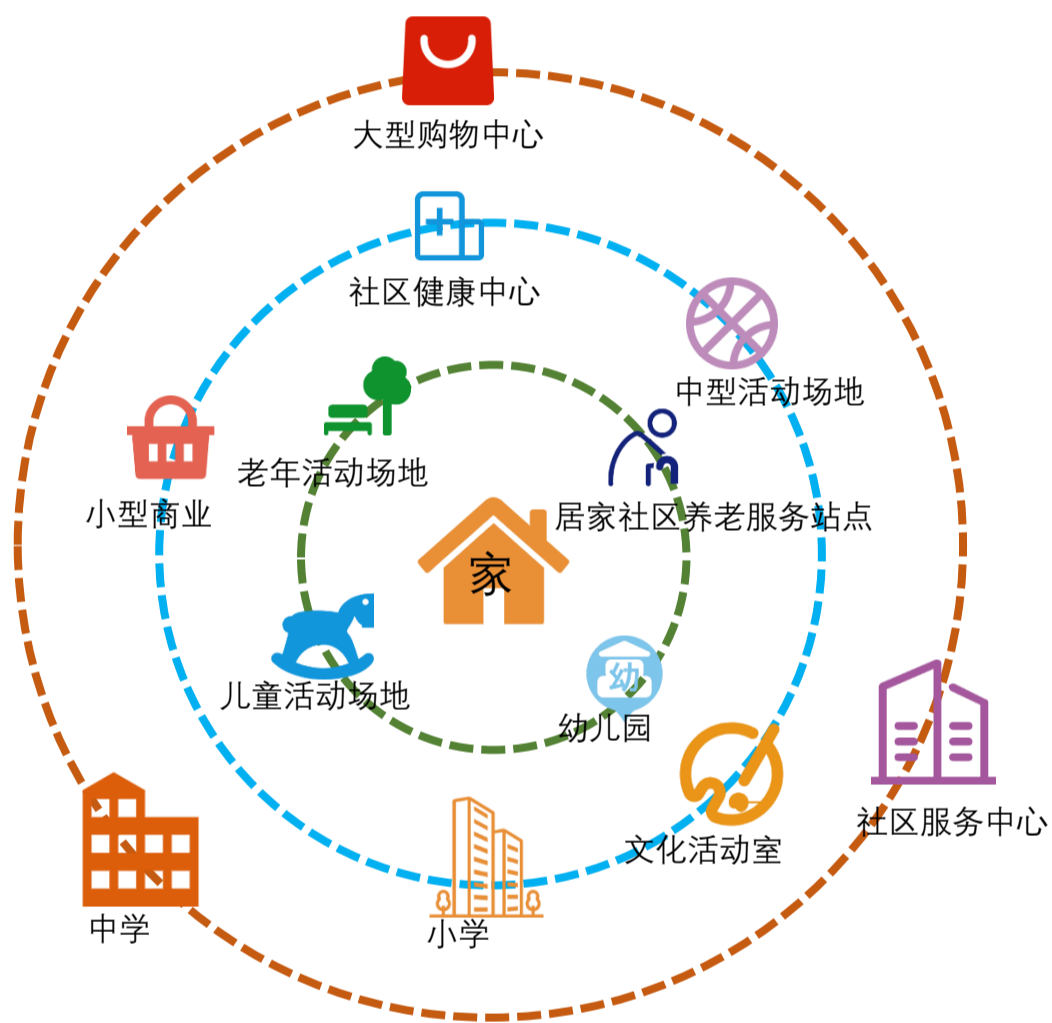 大型购物中心
社区健康中心
中型活动场地
老年活动场地
小型商业
居家社区养老服务站点
家
幼
儿童活动场地
幼儿园
社区服务中心
文化活动室
中学
小学